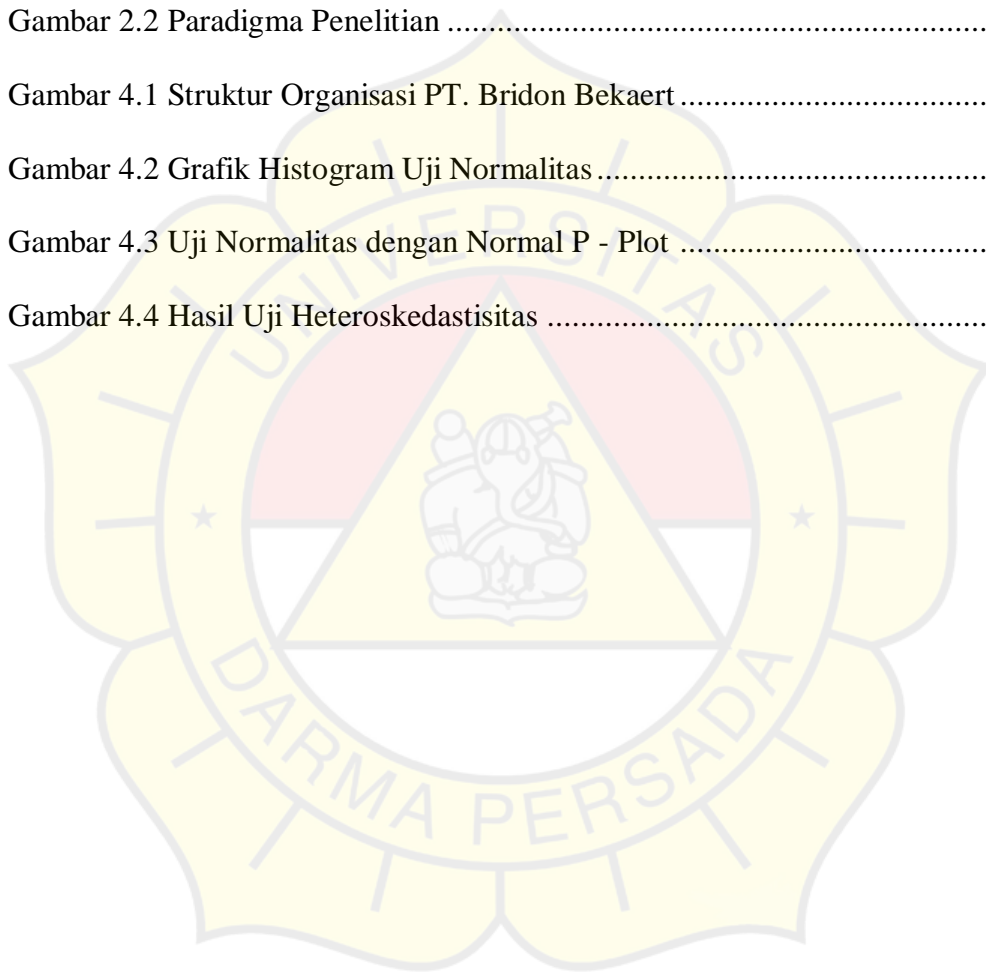 Gambar 2.2 Paradigma Penelitian ..............................................................
Gambar 4.1 Struktur Organisasi PT. Bridon Bekaert ...................................
Gambar 4.2 Grafik Histogram Uji Normalitas .............................................
Gambar 4.3 Uji Normalitas dengan Normal P - Plot ...................................
Gambar 4.4 Hasil Uji Heteroskedastisitas ...................................................
UNIVERSITAS
DARMA PERSADA